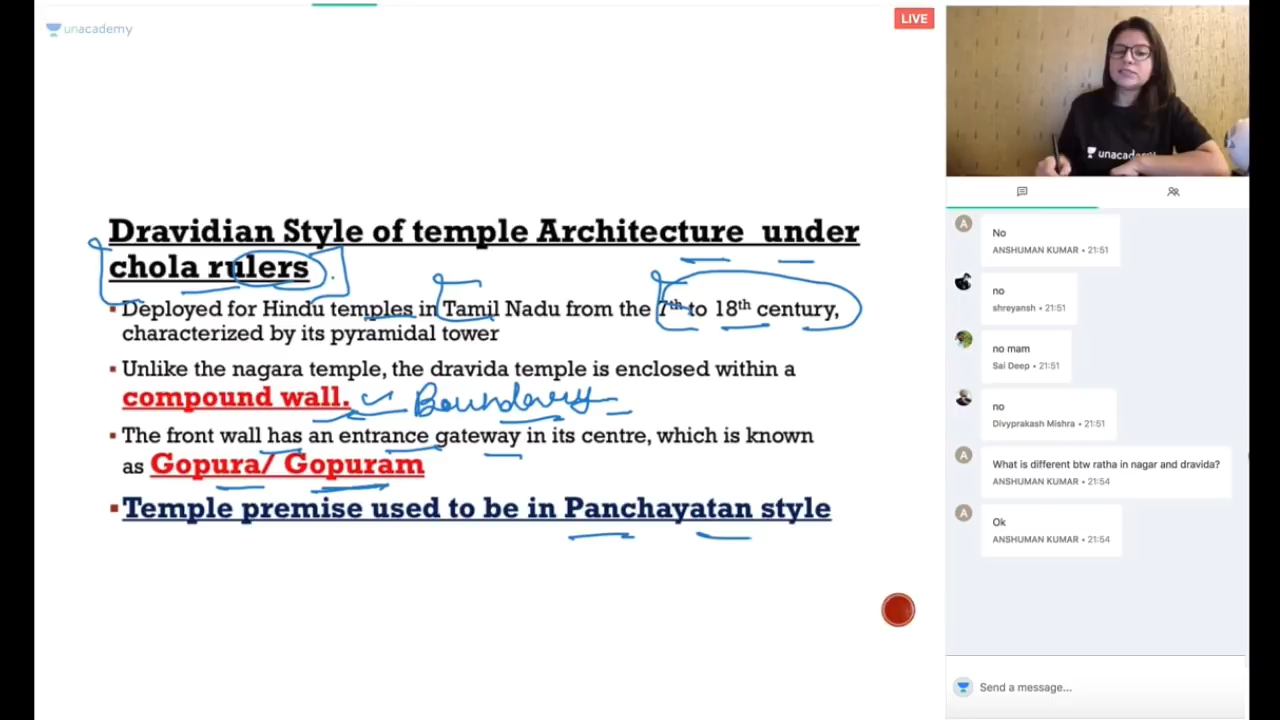 unacademy
LIVE
Dravidian Style of temple Architecture under
chola rulers
Deployed for Hindu temples in Tamil Nadu from the 7th to 18th century,
characterized by its pyramidal tower
Unlike the nagara temple, the dravida temple is enclosed within a
compound wall. Boundary
The front wall has an entrance gateway in its centre, which is known
as Gopura/ Gopuram
Temple premise used to be in Panchayatan style
unacademy
A
No
ANSHUMAN KUMAR • 21:51
no
shreyansh • 21:51
no mam
Sai Deep • 21:51
no
Divyprakash Mishra • 21:51
A
What is different btw ratha in nagar and dravida?
ANSHUMAN KUMAR • 21:54
A
Ok
ANSHUMAN KUMAR • 21:54
Send a message...